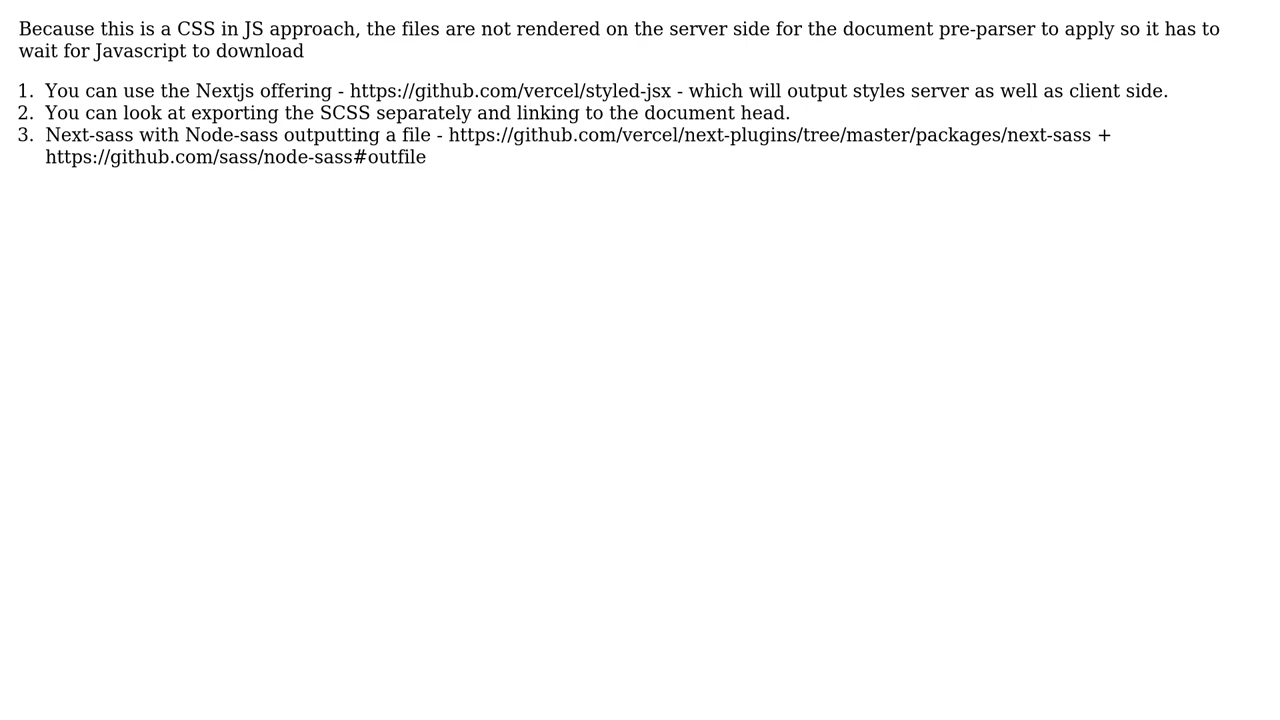 Because this is a CSS in JS approach, the files are not rendered on the server side for the document pre-parser to apply so it has to
wait for Javascript to download
1. You can use the Nextjs offering - https://github.com/vercel/styled-jsx - which will output styles server as well as client side.
2. You can look at exporting the SCSS separately and linking to the document head.
3. Next-sass with Node-sass outputting a file - https://github.com/vercel/next-plugins/tree/master/packages/next-sass +
https://github.com/sass/node-sass#outfile